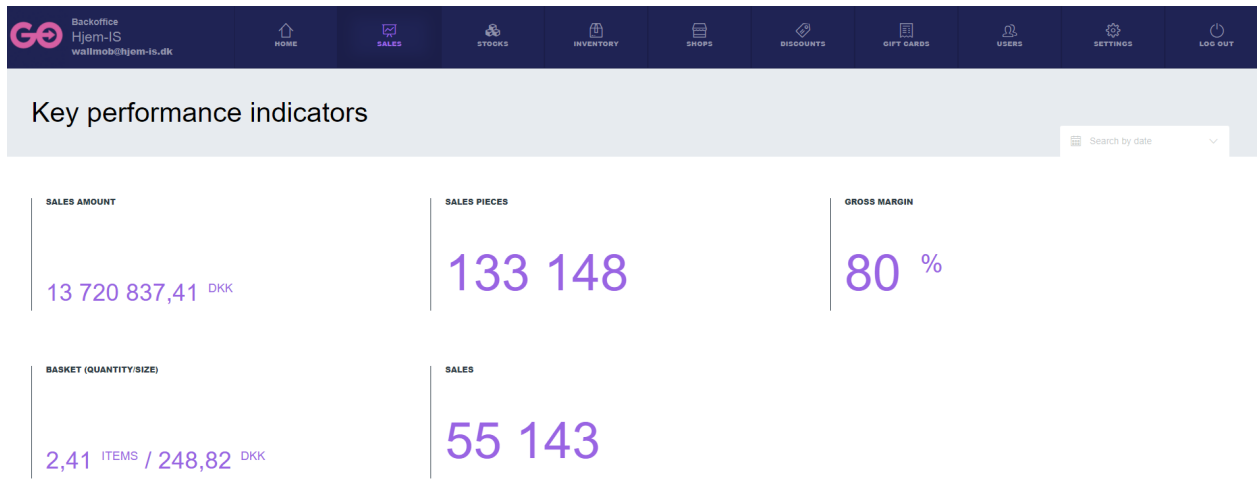 GO
Backoffice
Hjem-IS
wallmob@hjem-is.dk
HOME
SALES
STOCKS
INVENTORY
SHOPS
DISCOUNTS
GIFT CARDS
USERS
SETTINGS
LOG OUT
Key performance indicators
Search by date
SALES AMOUNT
13 720 837,41 DKK
SALES PIECES
133 148
GROSS MARGIN
80 %
BASKET (QUANTITY/SIZE)
2,41 ITEMS / 248,82 DKK
SALES
55 143